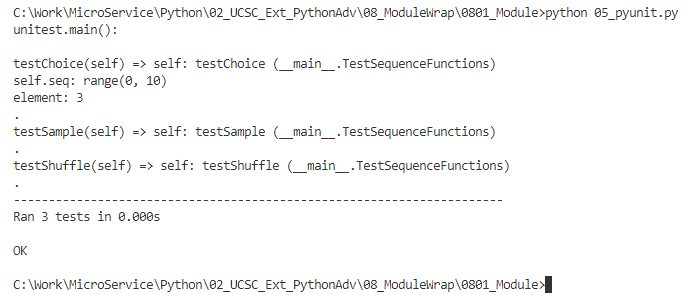 C:\Work\MicroService\Python\02_UCSC_Ext_PythonAdv\08_ModuleWrap\0801_Module>python 05_pyunit.py
unitest.main():
testChoice(self) => self: testChoice (__main__.TestSequenceFunctions)
self.seq: range(0, 10)
element: 3
.
testSample(self) => self: testSample (__main__.TestSequenceFunctions)
.
testShuffle(self) => self: testShuffle (__main__.TestSequenceFunctions)
.
----------------------------------------------------------------------
Ran 3 tests in 0.000s
OK
C:\Work\MicroService\Python\02_UCSC_Ext_PythonAdv\08_ModuleWrap\0801_Module>